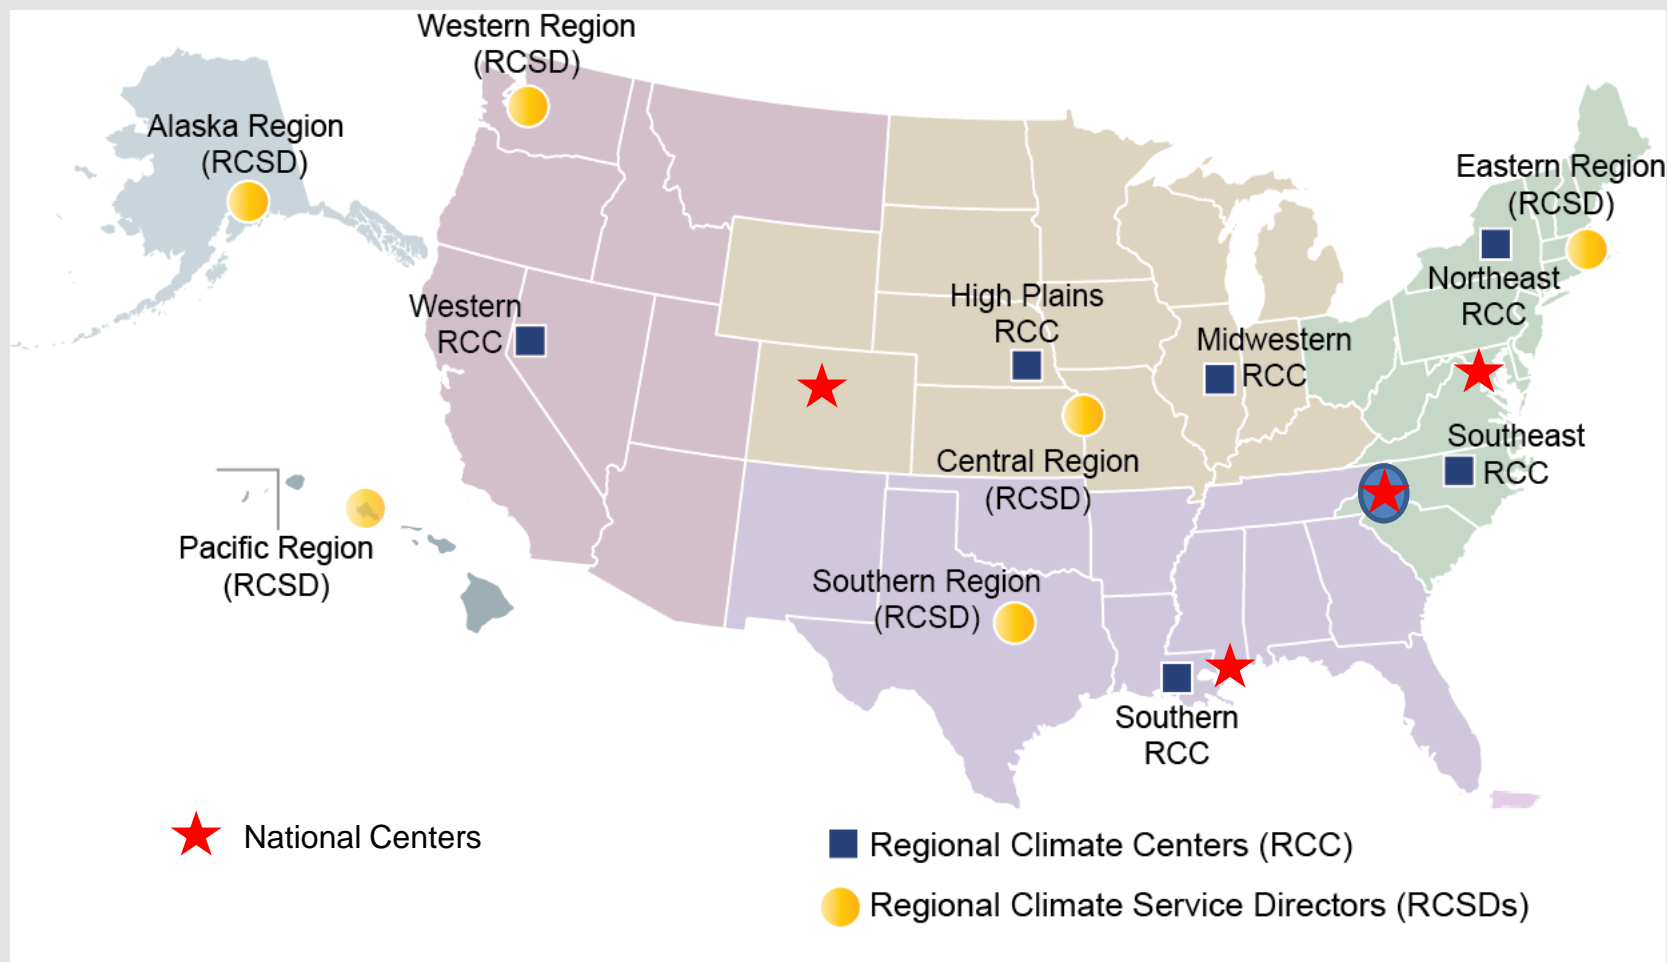 Western Region
(RCSD)
Alaska Region
(RCSD)
Eastern Region
(RCSD)
Northeast
RCC
High Plains
RCC
Western
RCC
Midwestern
RCC
Central Region
(RCSD)
Southeast
RCC
Pacific Region
(RCSD)
Southern Region
(RCSD)
Southern
RCC
National Centers
Regional Climate Centers (RCC)
Regional Climate Service Directors (RCSDs)